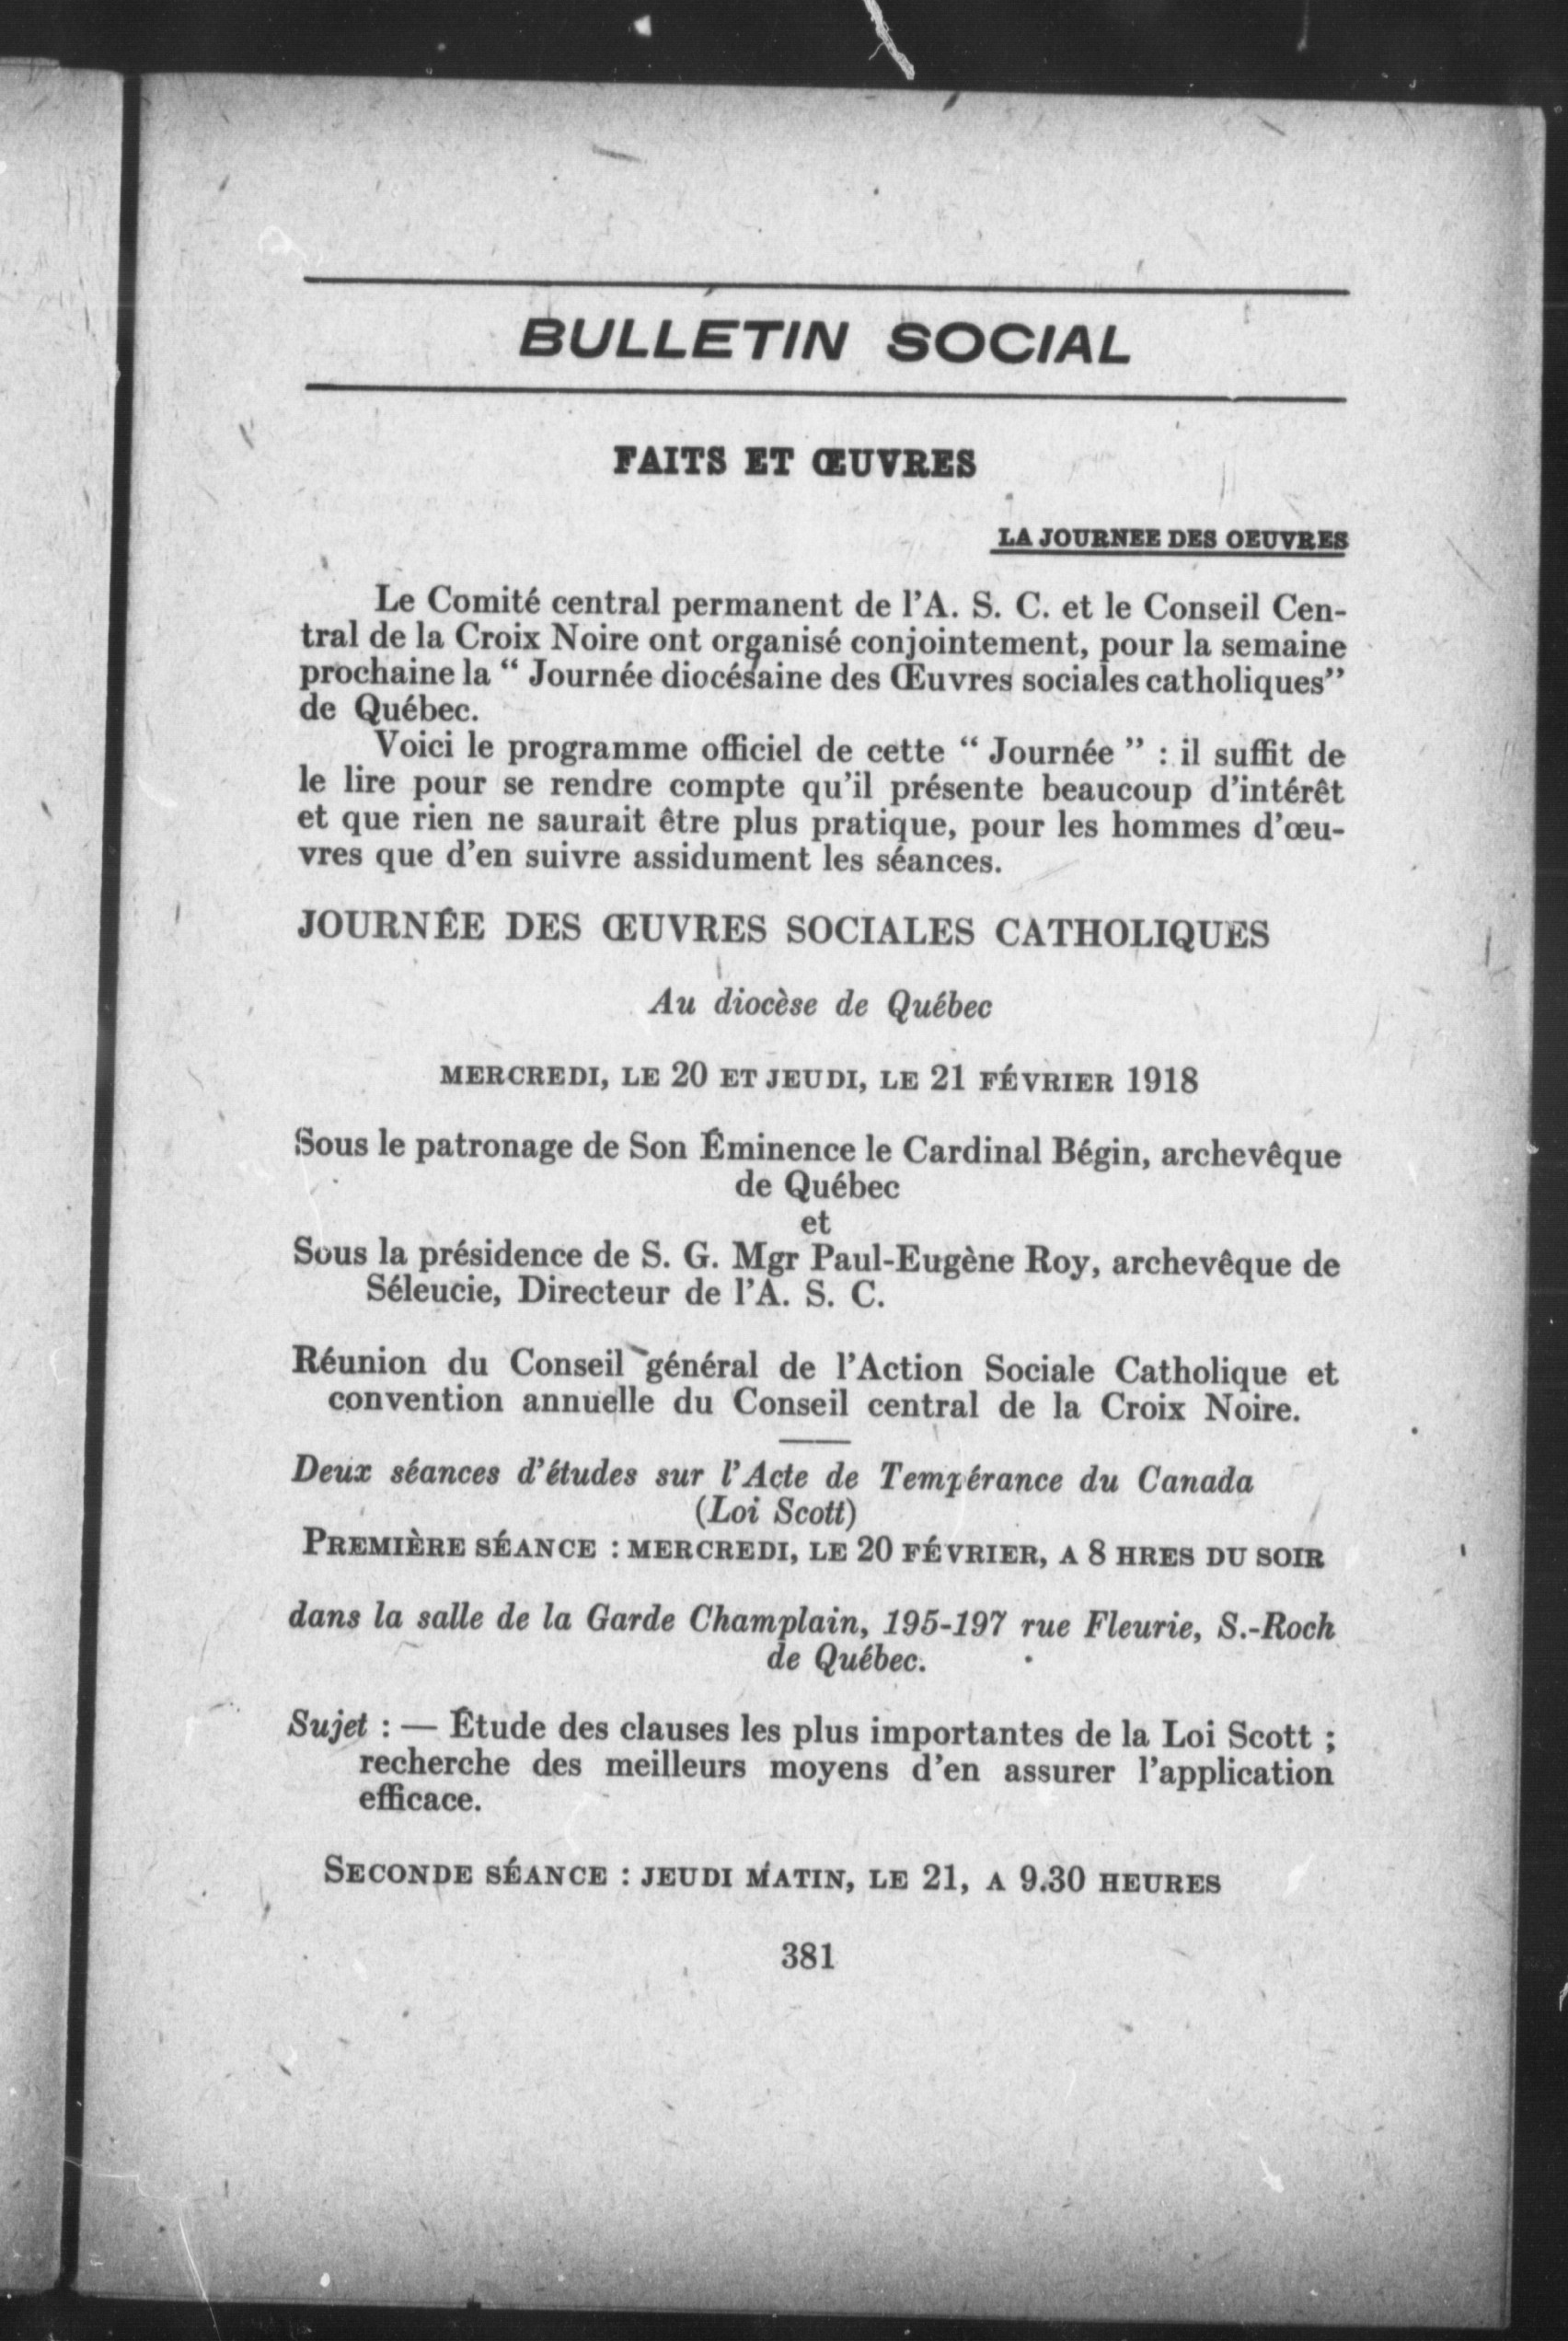 BULLETIN SOCIAL
FAITS ET ŒUVRES
LA JOURNEE DES OEUVRES
Le Comité central permanent de l'A. S. C. et le Conseil Cen-
tral de la Croix Noire ont organisé conjointement, pour la semaine
prochaine la “ Journée diocésaine des Œuvres sociales catholiques”
de Québec.
Voici le programme officiel de cette “ Journée ” : il suffit de
le lire pour se rendre compte qu'il présente beaucoup d'intérêt
et que rien ne saurait être plus pratique, pour les hommes d'œu-
vres que d'en suivre assidument les séances.
JOURNÉE DES ŒUVRES SOCIALES CATHOLIQUES
Au diocèse de Québec
MERCREDI, LE 20 ET JEUDI, LE 21 FÉVRIER 1918
Sous le patronage de Son Éminence le Cardinal Bégin, archevêque
de Québec
et
Sous la présidence de S. G. Mgr Paul-Eugène Roy, archevêque de
Séleucie, Directeur de l'A. S. C.
Réunion du Conseil général de l'Action Sociale Catholique et
convention annuelle du Conseil central de la Croix Noire.
Deux séances d'études sur l'Acte de Tempérance du Canada
(Loi Scott)
PREMIÈRE SÉANCE : MERCREDI, LE 20 FÉVRIER, A 8 HRES DU SOIR
dans la salle de la Garde Champlain, 195-197 rue Fleurie, S.-Roch
de Québec.
Sujet : — Étude des clauses les plus importantes de la Loi Scott ;
recherche des meilleurs moyens d'en assurer l'application
efficace.
SECONDE SÉANCE : JEUDI MATIN, LE 21, A 9.30 HEURES
381